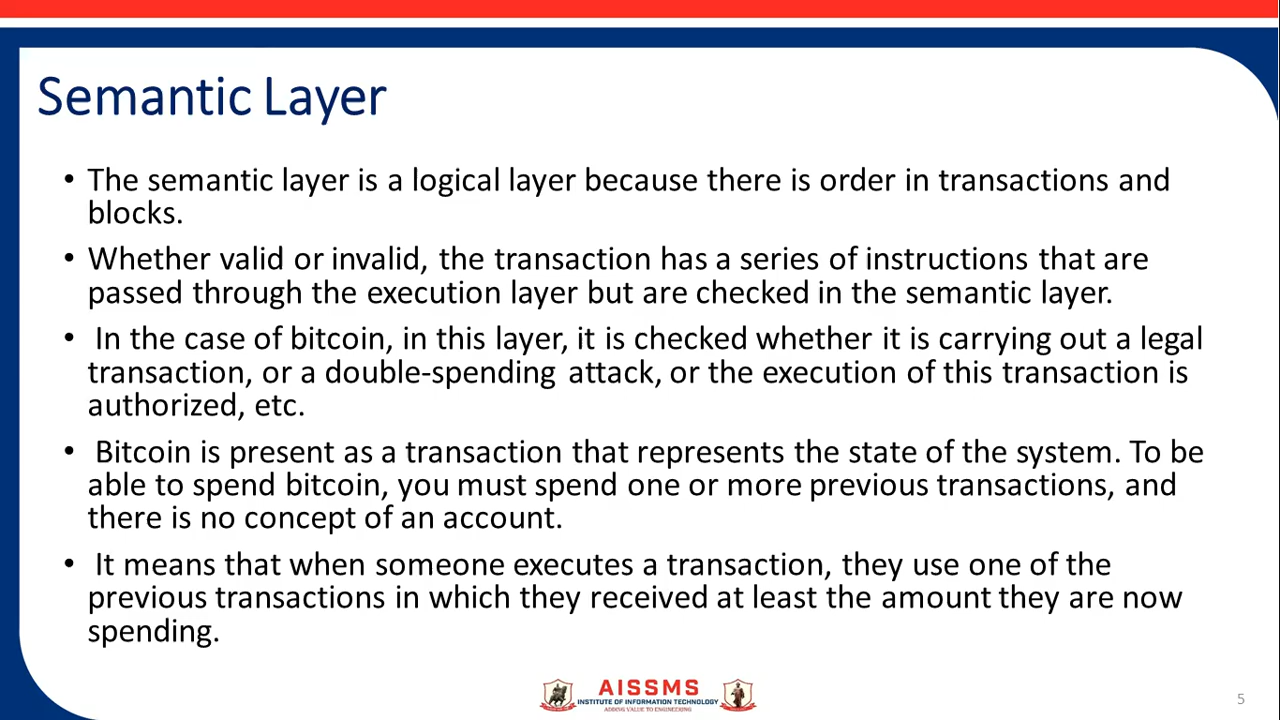 Semantic Layer
• The semantic layer is a logical layer because there is order in transactions and
blocks.
• Whether valid or invalid, the transaction has a series of instructions that are
passed through the execution layer but are checked in the semantic layer.
• In the case of bitcoin, in this layer, it is checked whether it is carrying out a legal
transaction, or a double-spending attack, or the execution of this transaction is
authorized, etc.
• Bitcoin is present as a transaction that represents the state of the system. To be
able to spend bitcoin, you must spend one or more previous transactions, and
there is no concept of an account.
• It means that when someone executes a transaction, they use one of the
previous transactions in which they received at least the amount they are now
spending.
AISSMS
INSTITUTE OF INFORMATION TECHNOLOGY
ADDING VALUE TO ENGINEERING
5